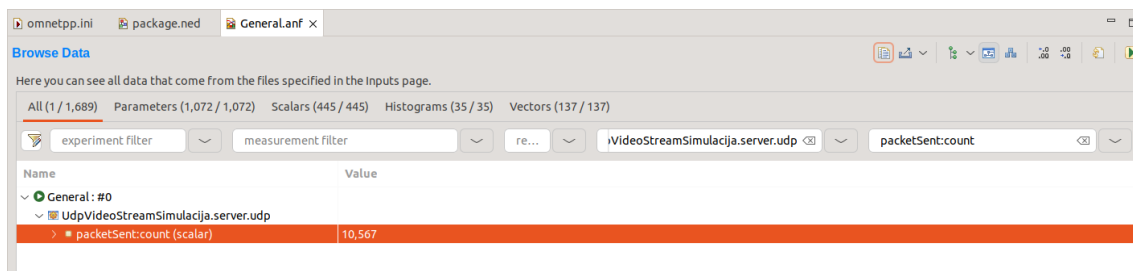 omnetpp.ini package.ned General.anf
Browse Data
Here you can see all data that come from the files specified in the Inputs page.
All (1 / 1,689) Parameters (1,072 / 1,072) Scalars (445 / 445) Histograms (35 / 35) Vectors (137 / 137)
experiment filter measurement filter re... VideoStreamSimulacija.server.udp packetSent:count
Name Value
General : #0
UdpVideoStreamSimulacija.server.udp
packetSent:count (scalar) 10,567